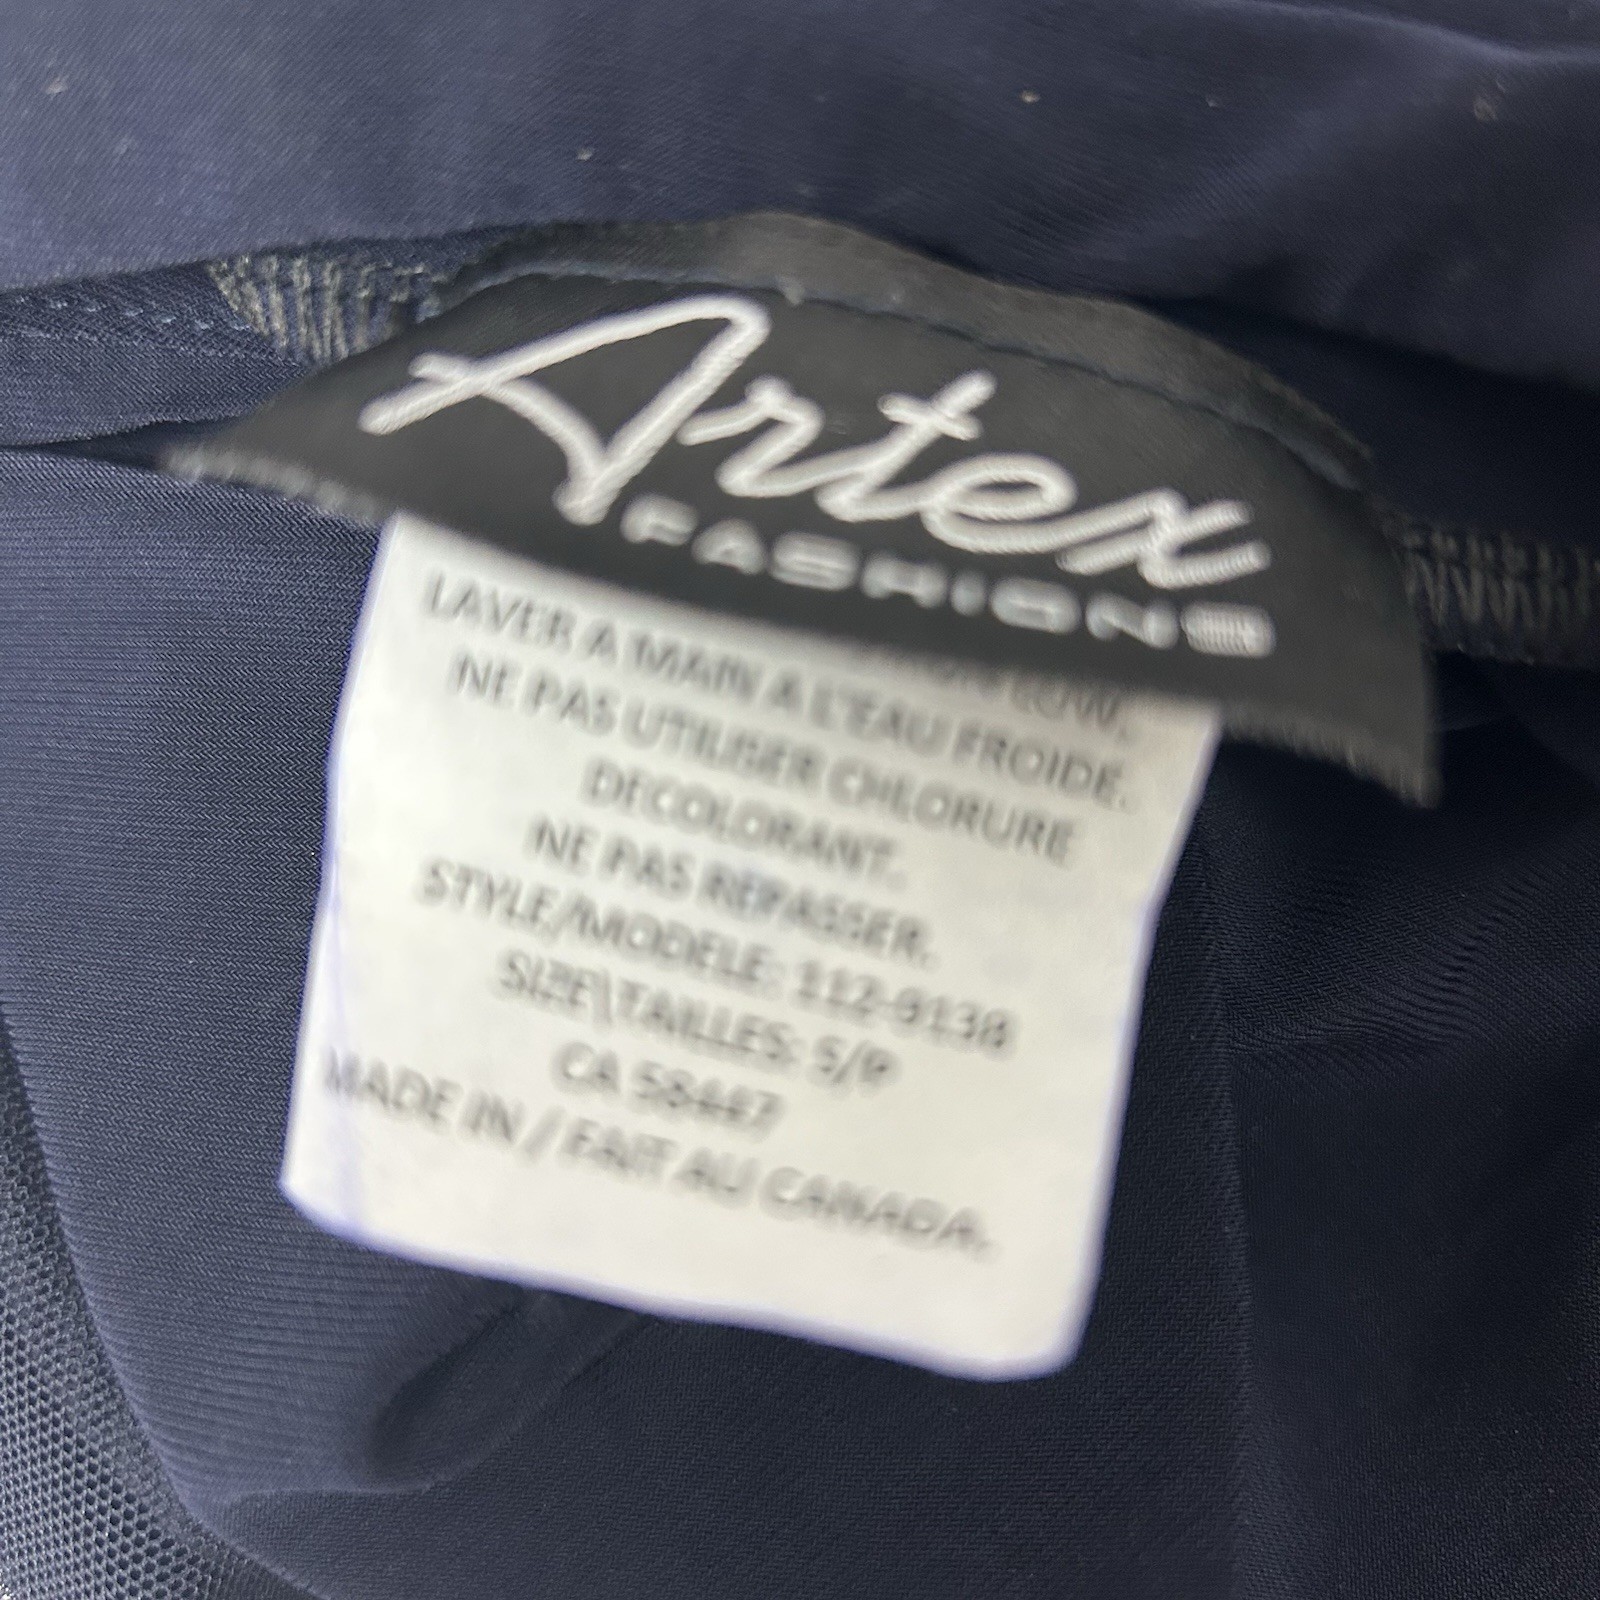 Artex
FASHIONS
LOW,
LAVER A MAIN A L'EAU FROIDE.
NE PAS UTILISER CHLORURE
DECOLORANT.
NE PAS REPASSER.
STYLE/MODELE: 112-9138
SIZE\TAILLES: S/P
CA 58447
MADE IN / FAIT AU CANADA.